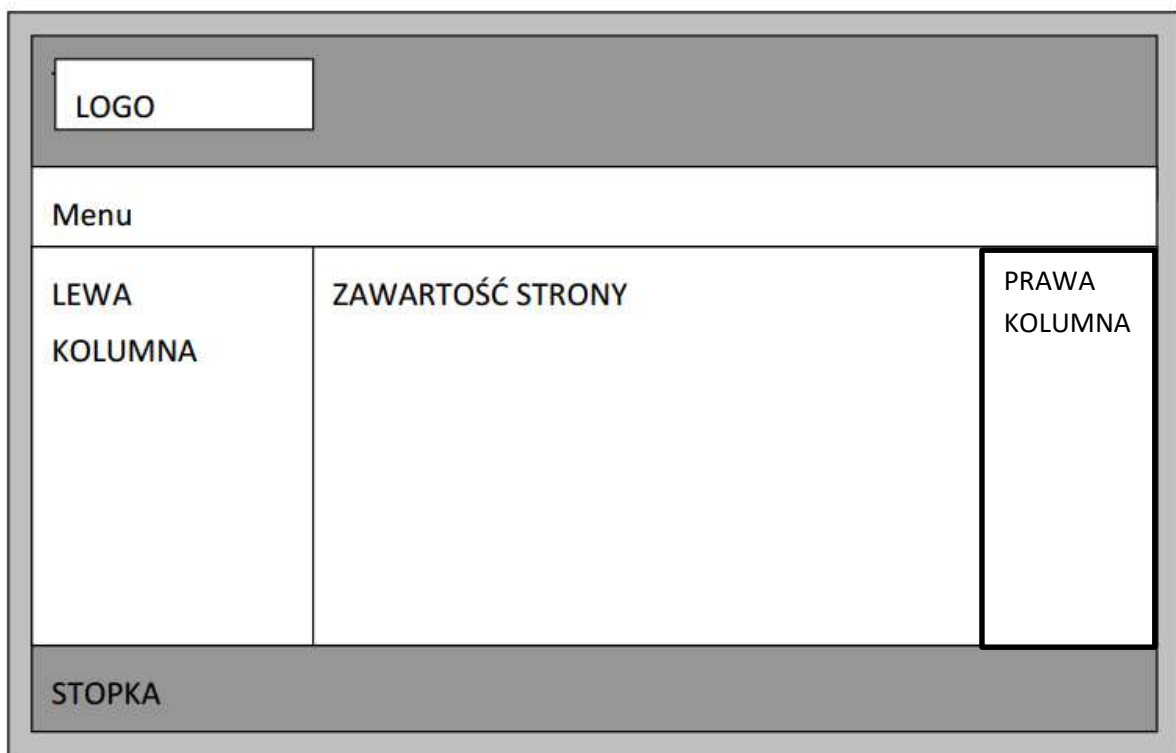 LOGO
Menu
LEWA
KOLUMNA
ZAWARTOŚĆ STRONY
PRAWA
KOLUMNA
STOPKA